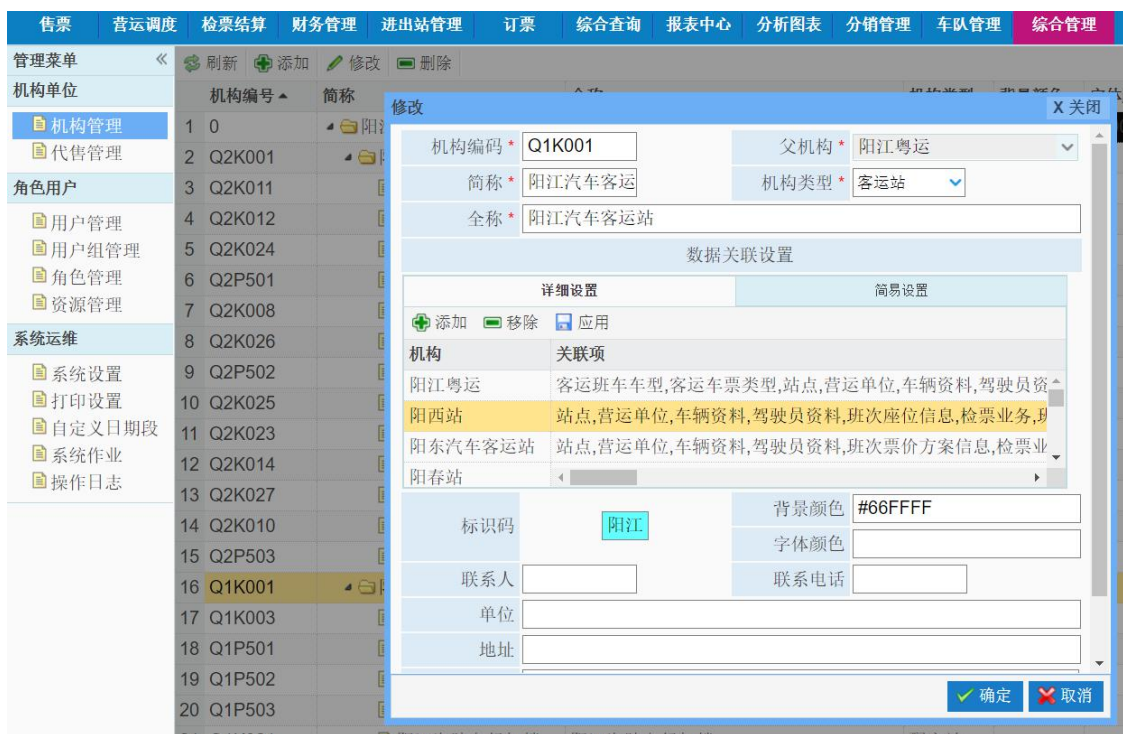 售票 营运调度 检票结算 财务管理 进出站管理 订票 综合查询 报表中心 分析图表 分销管理 车队管理 综合管理
管理菜单 «
机构单位
机构管理
代售管理
角色用户
用户管理
用户组管理
角色管理
资源管理
系统运维
系统设置
打印设置
自定义日期段
系统作业
操作日志
刷新 添加 修改 删除
机构编号 简称
1 0
2 Q2K001
3 Q2K011
4 Q2K012
5 Q2K024
6 Q2P501
7 Q2K008
8 Q2K026
9 Q2P502
10 Q2K025
11 Q2K023
12 Q2K014
13 Q2K027
14 Q2K010
15 Q2P503
16 Q1K001
17 Q1K003
18 Q1P501
19 Q1P502
20 Q1P503
修改 X 关闭
机构编码 * Q1K001 父机构 * 阳江粤运
简称 * 阳江汽车客运 机构类型 * 客运站
全称 * 阳江汽车客运站
数据关联设置
详细设置 简易设置
添加 移除 应用
机构 关联项
阳江粤运 客运班车车型,客运车票类型,站点,营运单位,车辆资料,驾驶员资
阳西站 站点,营运单位,车辆资料,驾驶员资料,班次座位信息,检票业务,班
阳东汽车客运站 站点,营运单位,车辆资料,驾驶员资料,班次票价方案信息,检票业
阳春站
标识码 阳江 背景颜色 #66FFFF
字体颜色
联系人 联系电话
单位
地址
确定 取消